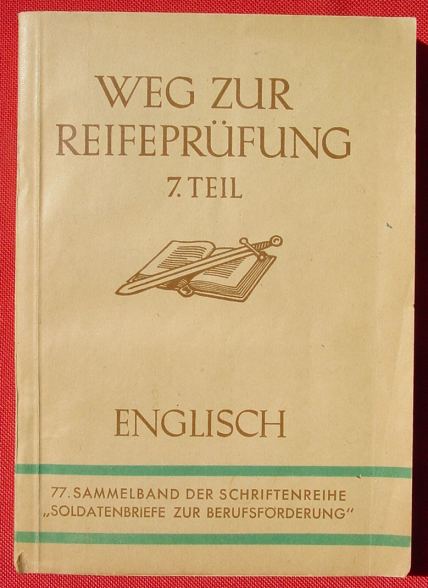 WEG ZUR
REIFEPRÜFUNG
7. TEIL
ENGLISCH
77. SAMMELBAND DER SCHRIFTENREIHE
„SOLDATENBRIEFE ZUR BERUFSFÖRDERUNG“